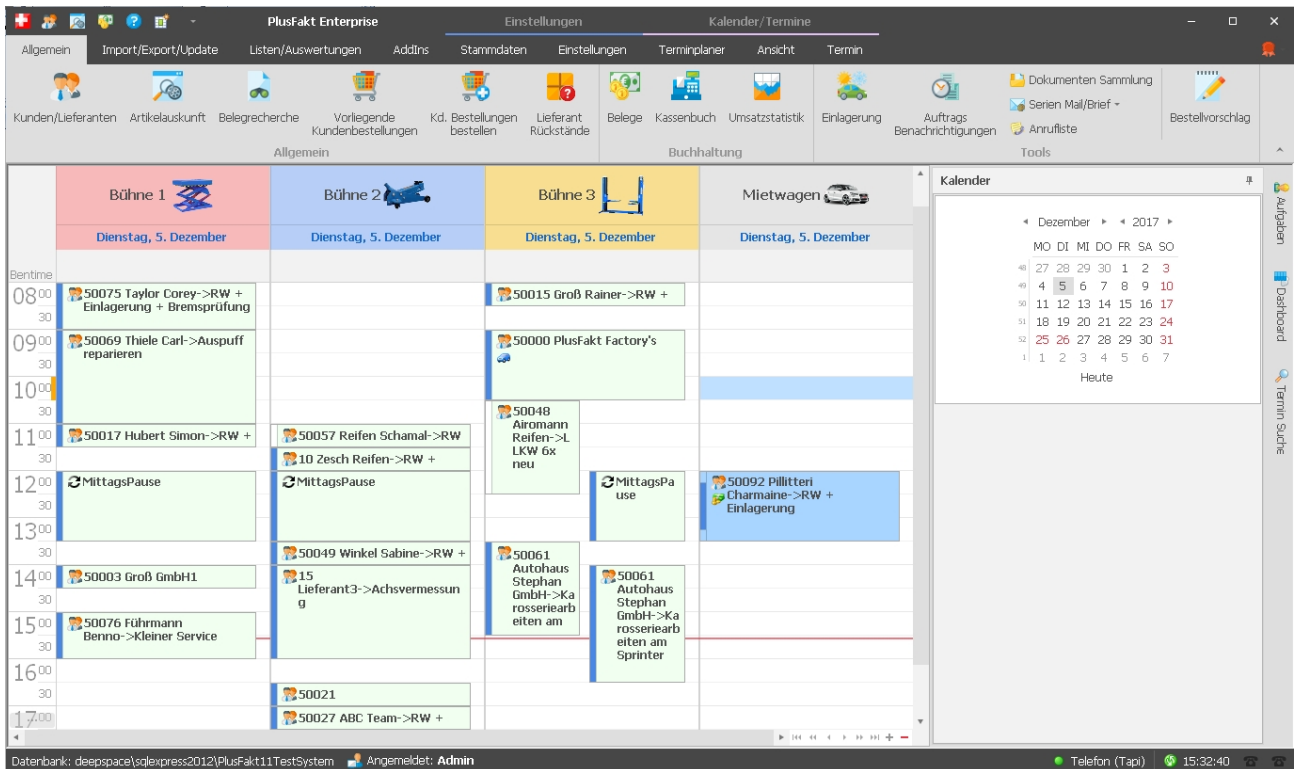 PlusFakt Enterprise Einstellungen Kalender/Termine
Allgemein Import/Export/Update Listen/Auswertungen AddIns Stammdaten Einstellungen Terminplaner Ansicht Termin
Kunden/Lieferanten Artikelauskunft Belegrecherche Vorliegende Kundenbestellungen Kd. Bestellungen bestellen Lieferant Rückstände Belege Kassenbuch Umsatzstatistik Einlagerung Auftrags Benachrichtigungen
Dokumenten Sammlung
Serien Mail/Brief
Anrufliste
Bestellvorschlag
Allgemein Buchhaltung Tools
Bühne 1 Bühne 2 Bühne 3 Mietwagen
Dienstag, 5. Dezember Dienstag, 5. Dezember Dienstag, 5. Dezember Dienstag, 5. Dezember
Bentime
08 00
30
09 00
30
10 00
30
11 00
30
12 00
30
13 00
30
14 00
30
15 00
30
16 00
30
17 00
50075 Taylor Corey->RW +
Einlagerung + Bremsprüfung
50069 Thiele Carl->Auspuff
reparieren
50017 Hubert Simon->RW +
MittagsPause
50003 Groß GmbH1
50076 Führmann
Benno->Kleiner Service
50057 Reifen Schamal->RW
10 Zesch Reifen->RW +
MittagsPause
50049 Winkel Sabine->RW +
15
Lieferant3->Achsvermessun
g
50021
50027 ABC Team->RW +
50015 Groß Rainer->RW +
50000 PlusFakt Factory's
50048
Airomann
Reifen->L
LKW 6x
neu
MittagsPa
use
50061
Autohaus
Stephan
GmbH->Ka
rosseriearb
eiten am
50061
Autohaus
Stephan
GmbH->Ka
rosseriearb
eiten am
Sprinter
50092 Pillitteri
Charmaine->RW +
Einlagerung
Kalender
Dezember 2017
MO DI MI DO FR SA SO
48 27 28 29 30 1 2 3
49 4 5 6 7 8 9 10
50 11 12 13 14 15 16 17
51 18 19 20 21 22 23 24
52 25 26 27 28 29 30 31
1 1 2 3 4 5 6 7
Heute
Aufgaben
Dashboard
Termin Suche
Datenbank: deepspace\sqlexpress2012\PlusFakt11TestSystem Angemeldet: Admin Telefon (Tapi) 15:32:40